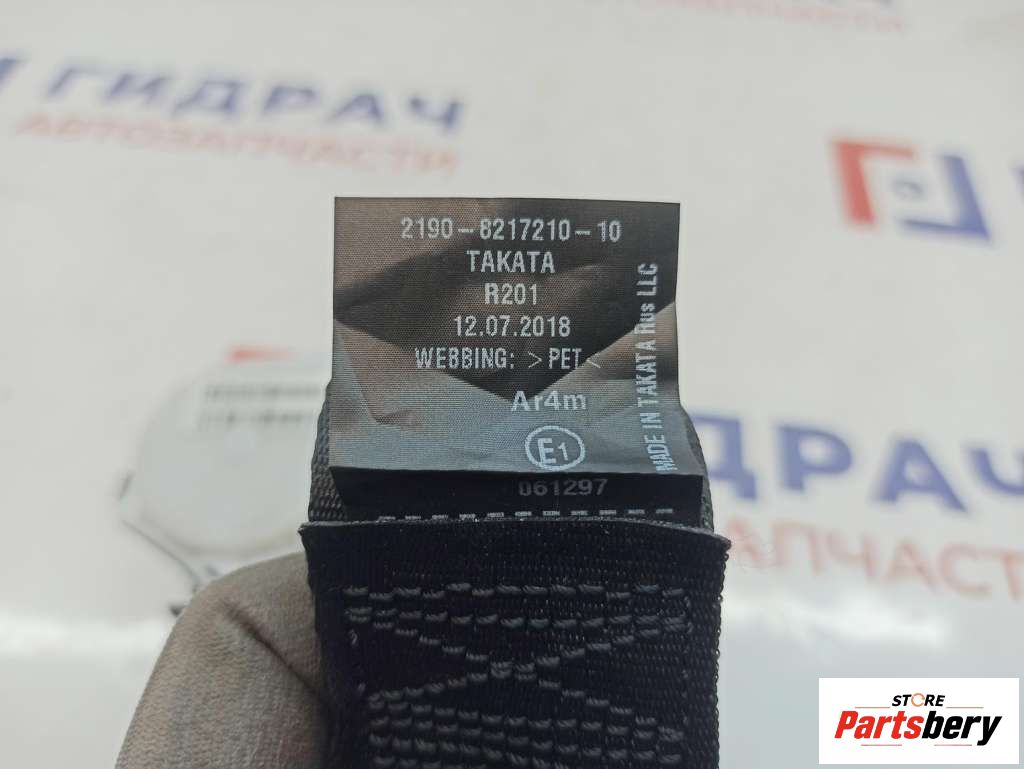 ГИДРАЧ
АВТОЗАПЧАСТИ
2190-8217210-10
TAKATA
R201
12.07.2018
WEBBING: >PET<
Ar4m
E1
061297
MADE IN TAKATA Rus LLC
ИДРАЧ
АПЧАСТИ
STORE
Partsbery